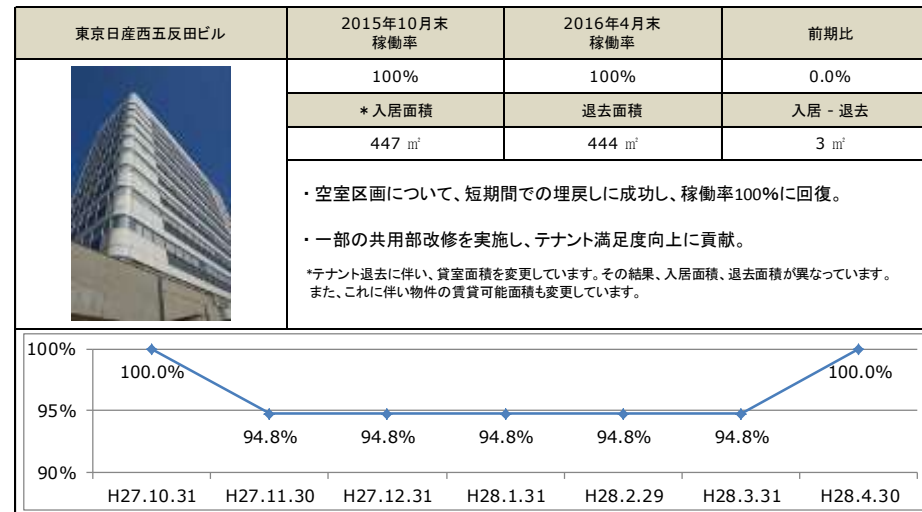 東京日産西五反田ビル
2015年10月末
稼働率
2016年4月末
稼働率
前期比
100%
100%
0.0%
＊入居面積
退去面積
入居 - 退去
447 ㎡
444 ㎡
3 ㎡
・空室区画について、短期間での埋戻しに成功し、稼働率100%に回復。
・一部の共用部改修を実施し、テナント満足度向上に貢献。
*テナント退去に伴い、貸室面積を変更しています。その結果、入居面積、退去面積が異なっています。
また、これに伴い物件の賃貸可能面積も変更しています。
100%
95%
90%
100.0%
94.8%
94.8%
94.8%
94.8%
94.8%
100.0%
H27.10.31
H27.11.30
H27.12.31
H28.1.31
H28.2.29
H28.3.31
H28.4.30